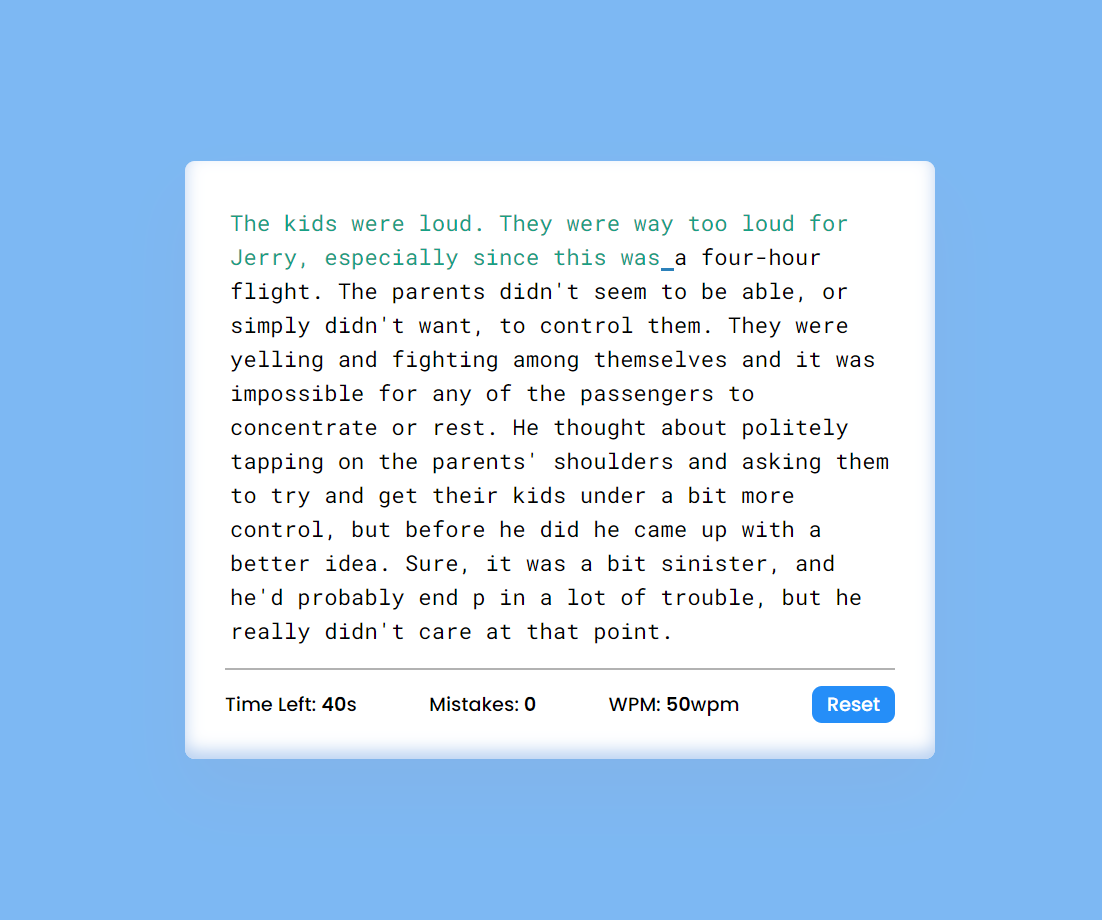 The kids were loud. They were way too loud for
Jerry, especially since this was a four-hour
flight. The parents didn't seem to be able, or
simply didn't want, to control them. They were
yelling and fighting among themselves and it was
impossible for any of the passengers to
concentrate or rest. He thought about politely
tapping on the parents' shoulders and asking them
to try and get their kids under a bit more
control, but before he did he came up with a
better idea. Sure, it was a bit sinister, and
he'd probably end p in a lot of trouble, but he
really didn't care at that point.
Time Left: 40s Mistakes: 0 WPM: 50wpm Reset